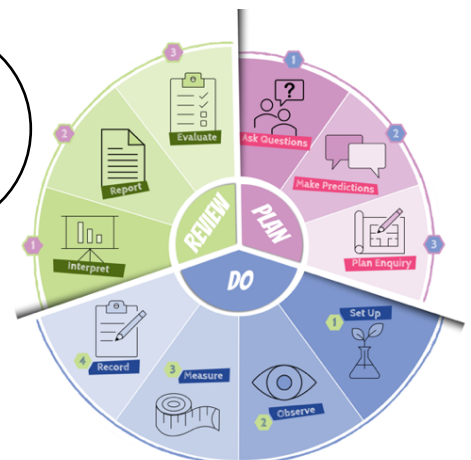 PLAN
1
Ask Questions
?
2
Make Predictions
3
Plan Enquiry
DO
1
Set Up
2
Observe
3
Measure
4
Record
REVIEW
1
Interpret
2
Report
3
Evaluate